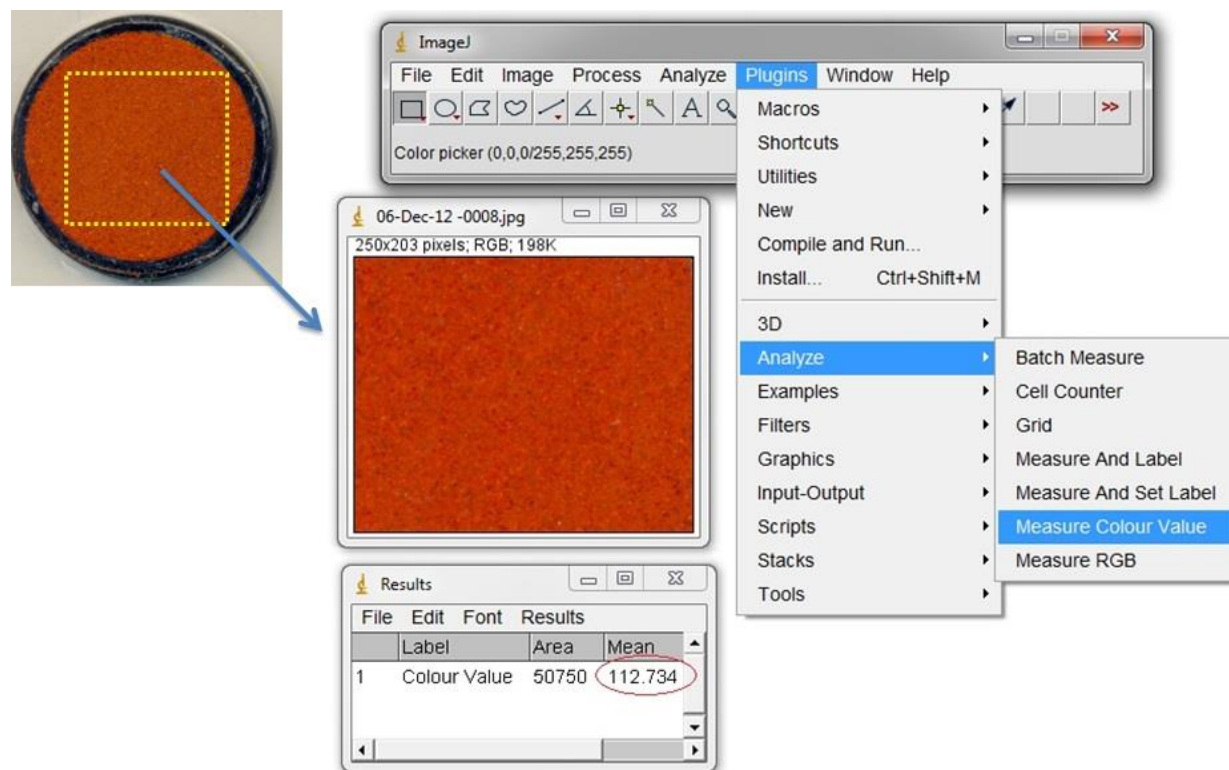 ImageJ
File Edit Image Process Analyze Plugins Window Help
A
>>
Color picker (0,0,0/255,255,255)
Macros
Shortcuts
Utilities
New
Compile and Run...
Install... Ctrl+Shift+M
3D
Analyze
Examples
Filters
Graphics
Input-Output
Scripts
Stacks
Tools
Batch Measure
Cell Counter
Grid
Measure And Label
Measure And Set Label
Measure Colour Value
Measure RGB
06-Dec-12 -0008.jpg
250x203 pixels; RGB; 198K
Results
File Edit Font Results
Label Area Mean
1 Colour Value 50750 112.734